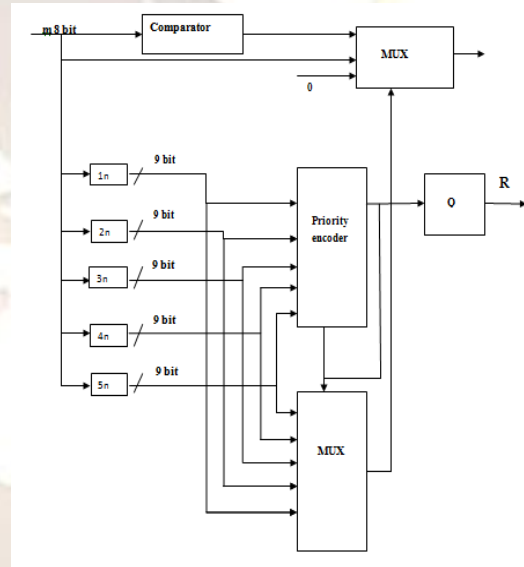 m 8 bit
Comparator
MUX
0
1n
9 bit
2n
9 bit
3n
9 bit
4n
9 bit
5n
9 bit
Priority
encoder
Q
R
MUX